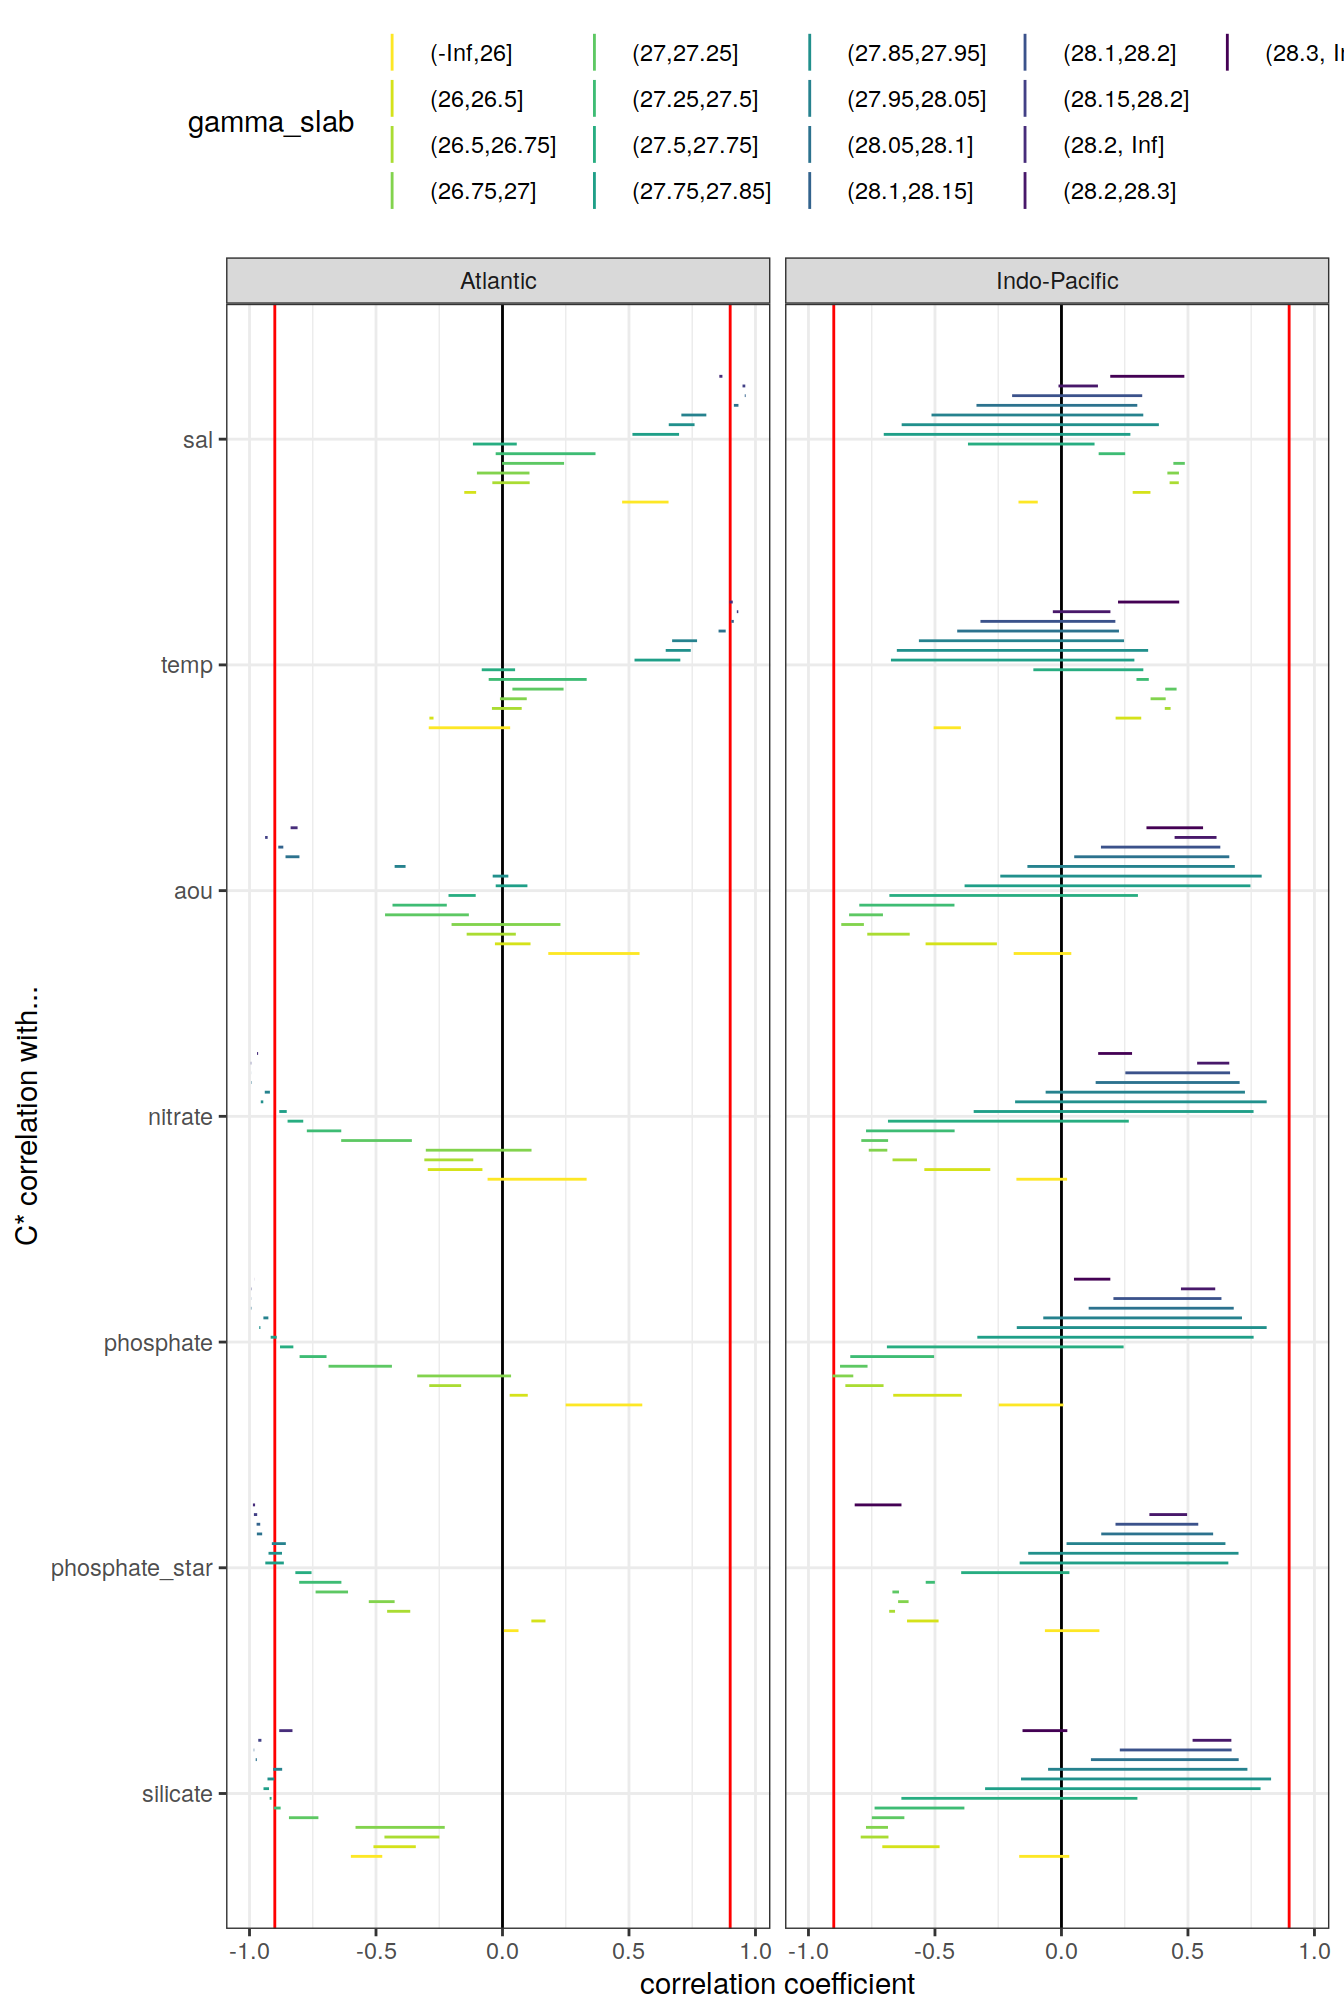 gamma_slab
(-Inf,26]
(26,26.5]
(26.5,26.75]
(26.75,27]
(27,27.25]
(27.25,27.5]
(27.5,27.75]
(27.75,27.85]
(27.85,27.95]
(27.95,28.05]
(28.05,28.1]
(28.1,28.15]
(28.1,28.2]
(28.15,28.2]
(28.2, Inf]
(28.2,28.3]
(28.3,
Atlantic
Indo-Pacific
C* correlation with...
sal
temp
aou
nitrate
phosphate
phosphate_star
silicate
-1.0 -0.5 0.0 0.5 1.0
-1.0 -0.5 0.0 0.5 1.0
correlation coefficient